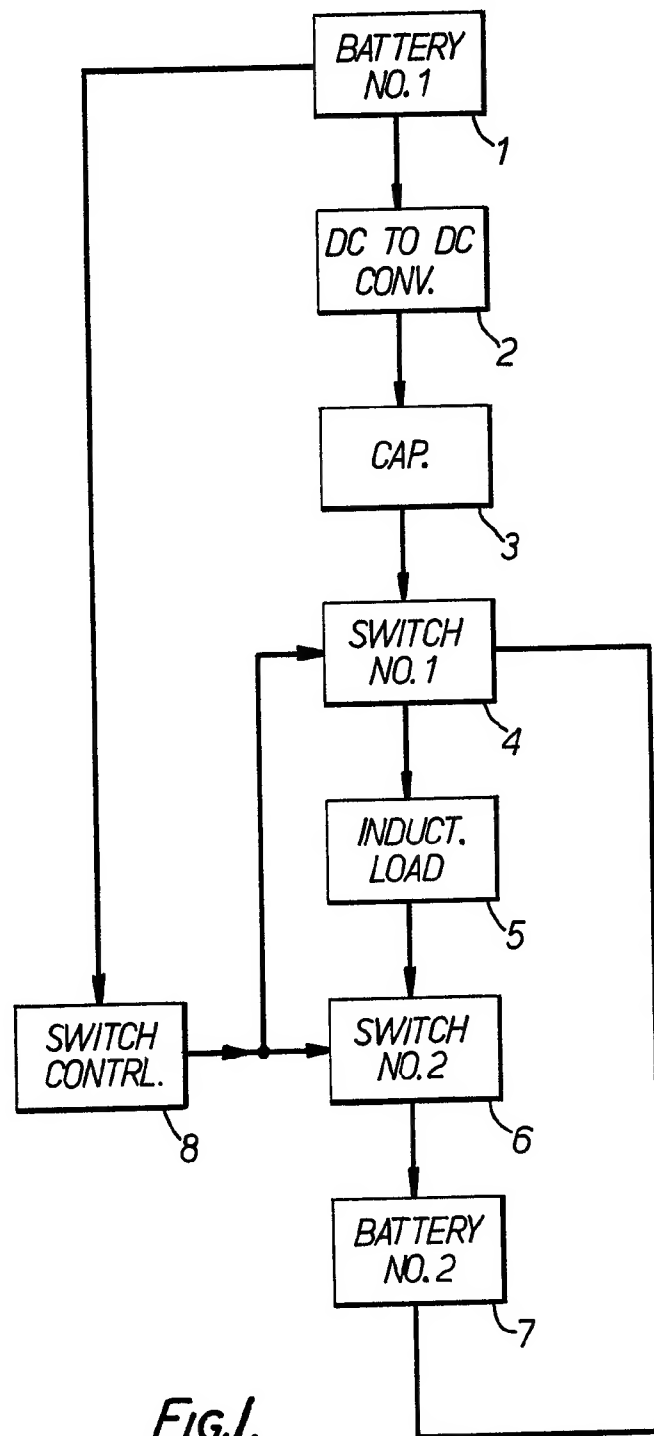 BATTERY
NO. 1
1
DC TO DC
CONV.
2
CAP.
3
SWITCH
NO. 1
4
INDUCT.
LOAD
5
SWITCH
CONTRL.
8
SWITCH
NO. 2
6
BATTERY
NO. 2
7
FIG. 1.